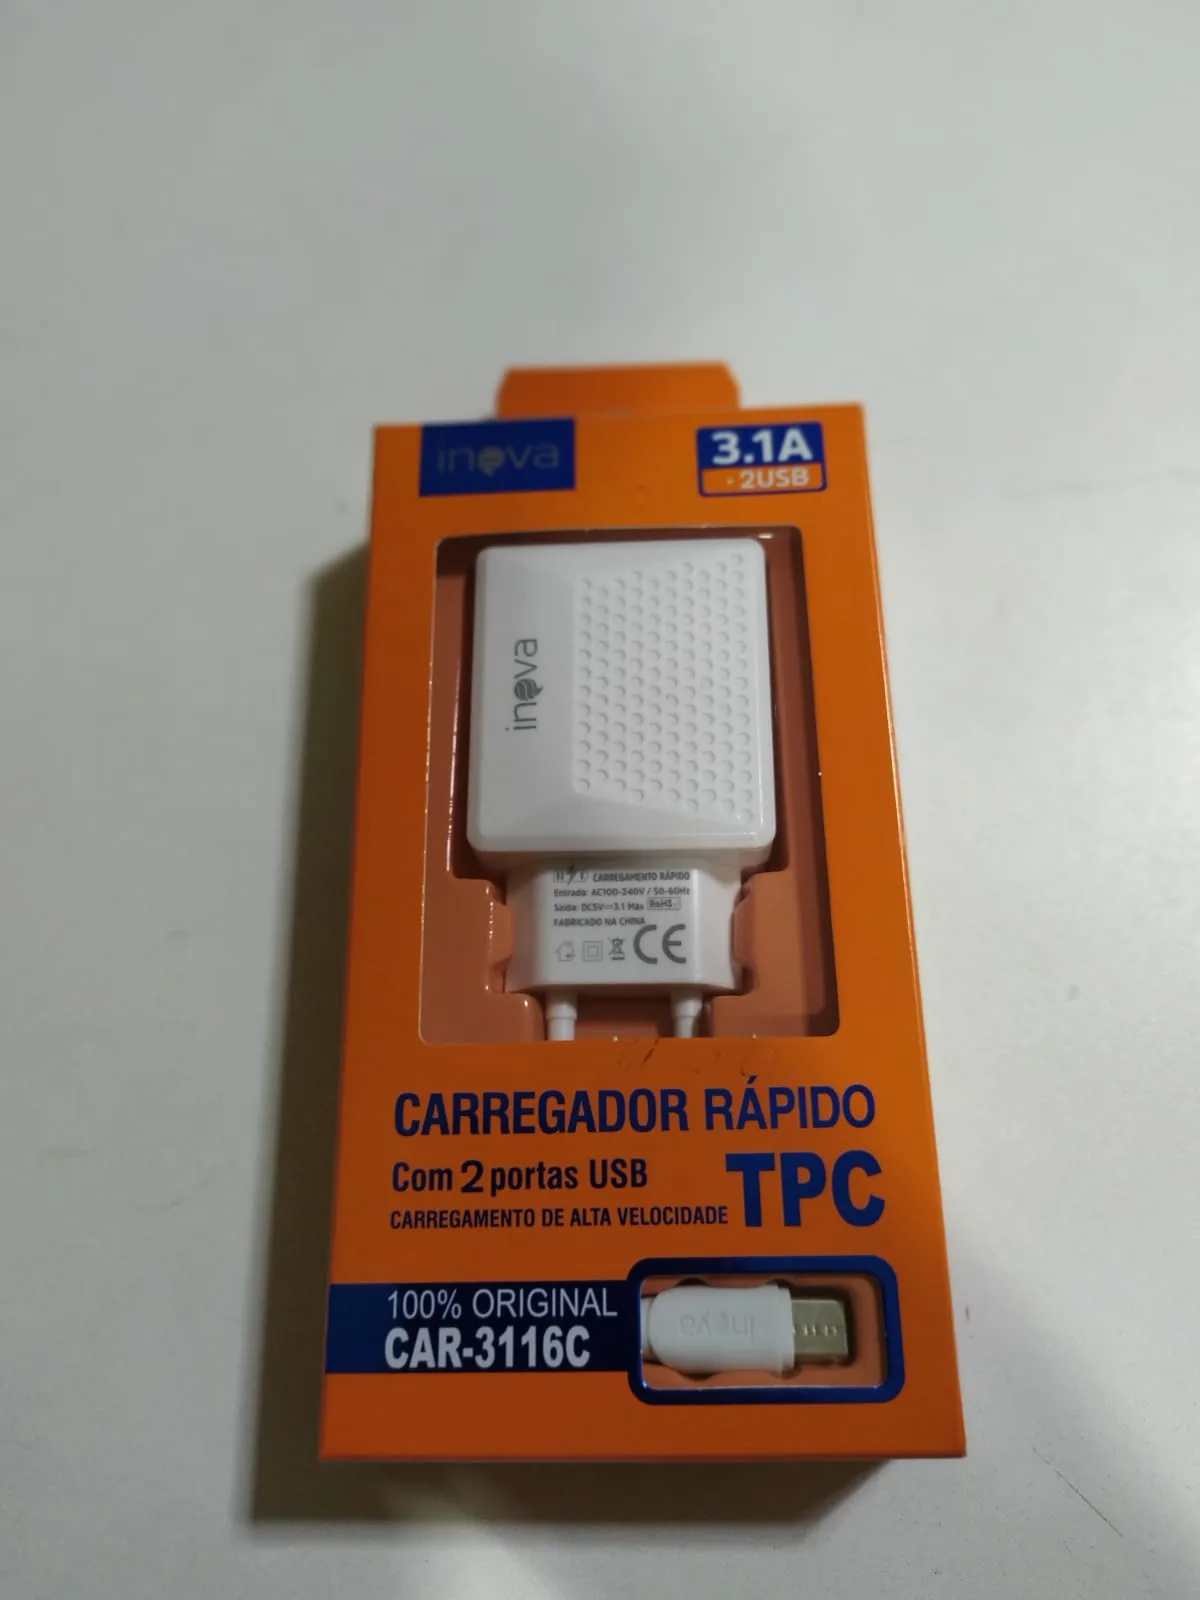 inova
3.1A
· 2USB
inova
CARREGAMENTO RÁPIDO
Entrada: AC100-240V / 50-60Hz
Saída: DC5V⎓3.1 Máx RoHS
FABRICADO NA CHINA
CE
CARREGADOR RÁPIDO
Com 2 portas USB
TPC
CARREGAMENTO DE ALTA VELOCIDADE
100% ORIGINAL
CAR-3116C
inova